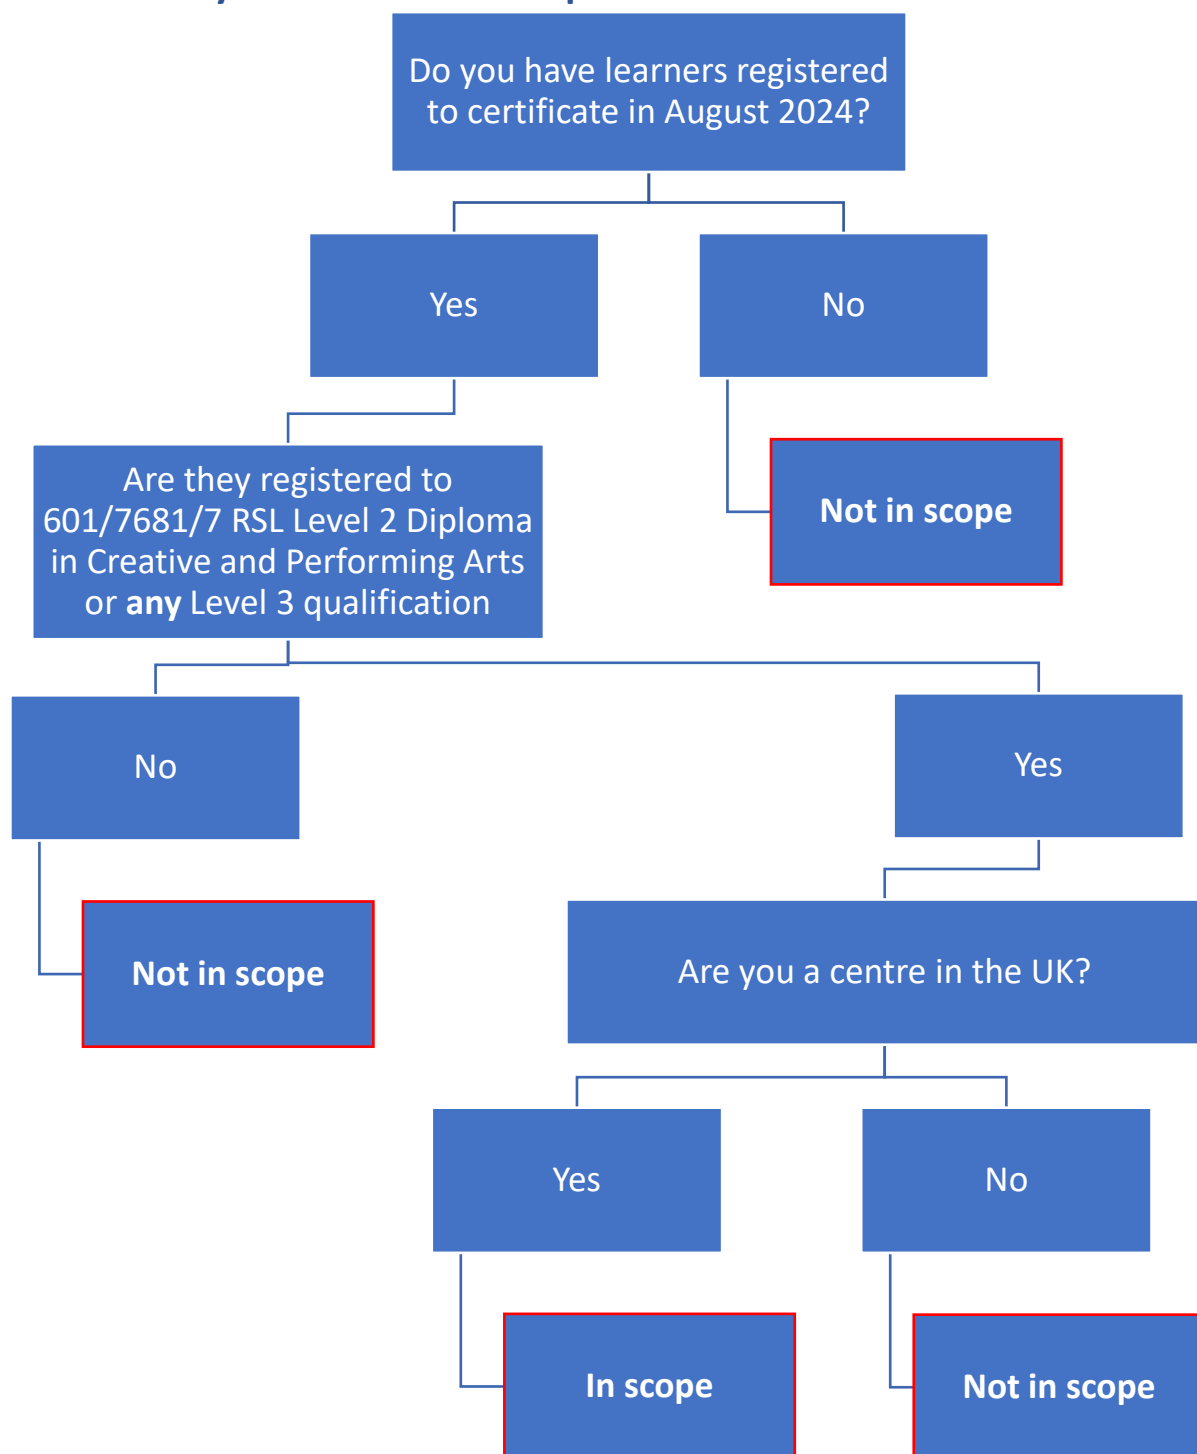 Do you have learners registered
to certificate in August 2024?
Yes
No
Are they registered to
601/7681/7 RSL Level 2 Diploma
in Creative and Performing Arts
or any Level 3 qualification
Not in scope
No
Yes
Not in scope
Are you a centre in the UK?
Yes
No
In scope
Not in scope